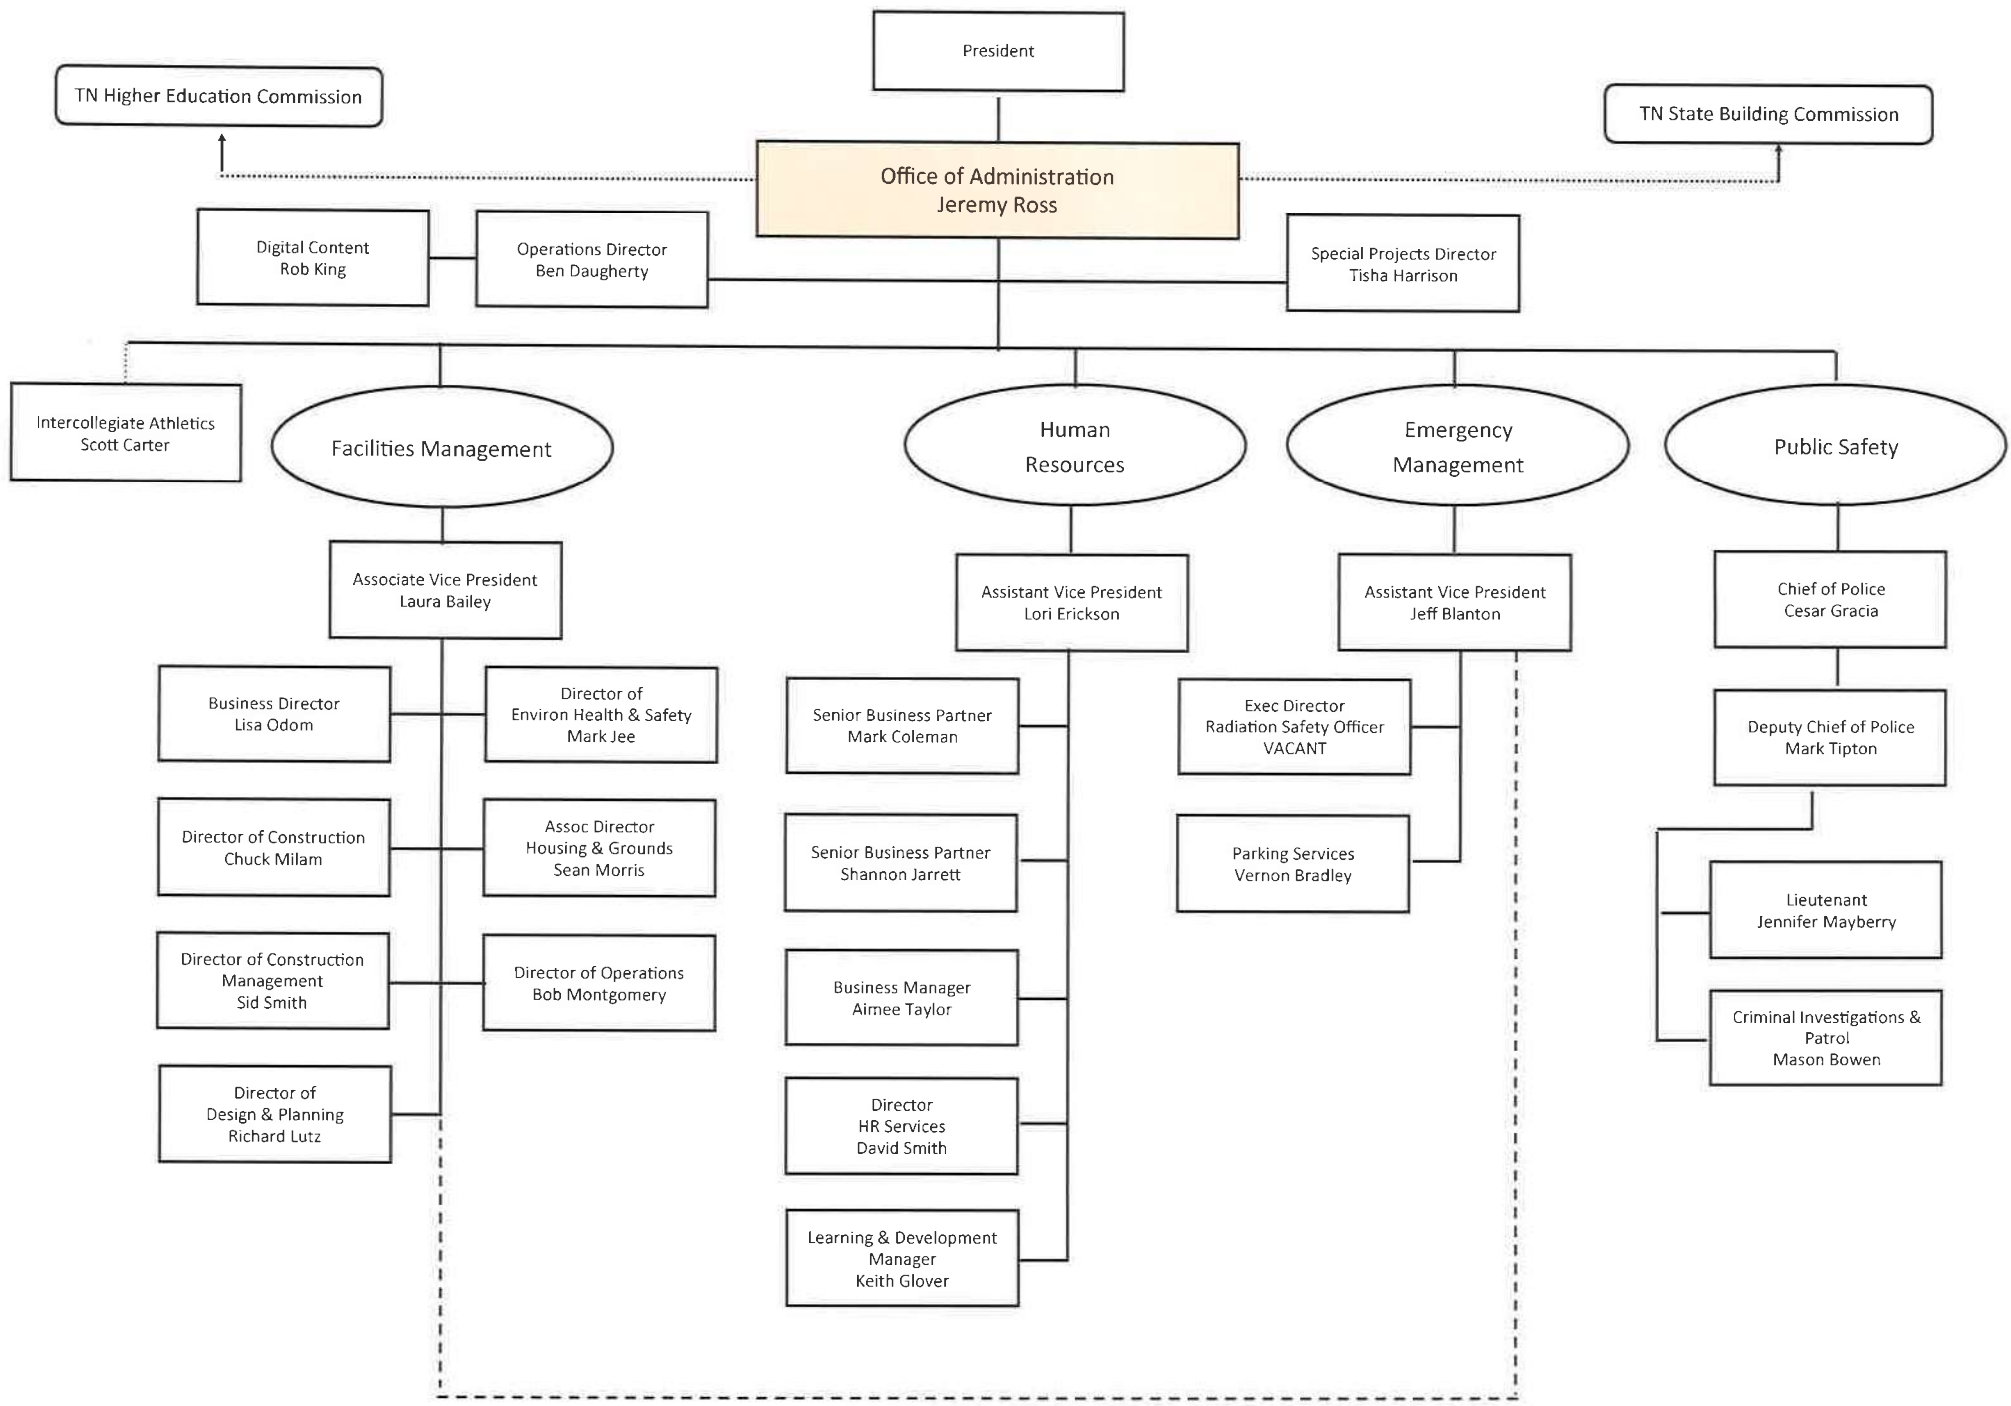 President
TN Higher Education Commission
TN State Building Commission
Office of Administration
Jeremy Ross
Digital Content
Rob King
Operations Director
Ben Daugherty
Special Projects Director
Tisha Harrison
Intercollegiate Athletics
Scott Carter
Facilities Management
Human
Resources
Emergency
Management
Public Safety
Associate Vice President
Laura Bailey
Assistant Vice President
Lori Erickson
Assistant Vice President
Jeff Blanton
Chief of Police
Cesar Gracia
Business Director
Lisa Odom
Director of
Environ Health & Safety
Mark Jee
Director of Construction
Chuck Milam
Assoc Director
Housing & Grounds
Sean Morris
Director of Construction
Management
Sid Smith
Director of Operations
Bob Montgomery
Director of
Design & Planning
Richard Lutz
Senior Business Partner
Mark Coleman
Senior Business Partner
Shannon Jarrett
Business Manager
Aimee Taylor
Director
HR Services
David Smith
Learning & Development
Manager
Keith Glover
Exec Director
Radiation Safety Officer
VACANT
Parking Services
Vernon Bradley
Deputy Chief of Police
Mark Tipton
Lieutenant
Jennifer Mayberry
Criminal Investigations &
Patrol
Mason Bowen